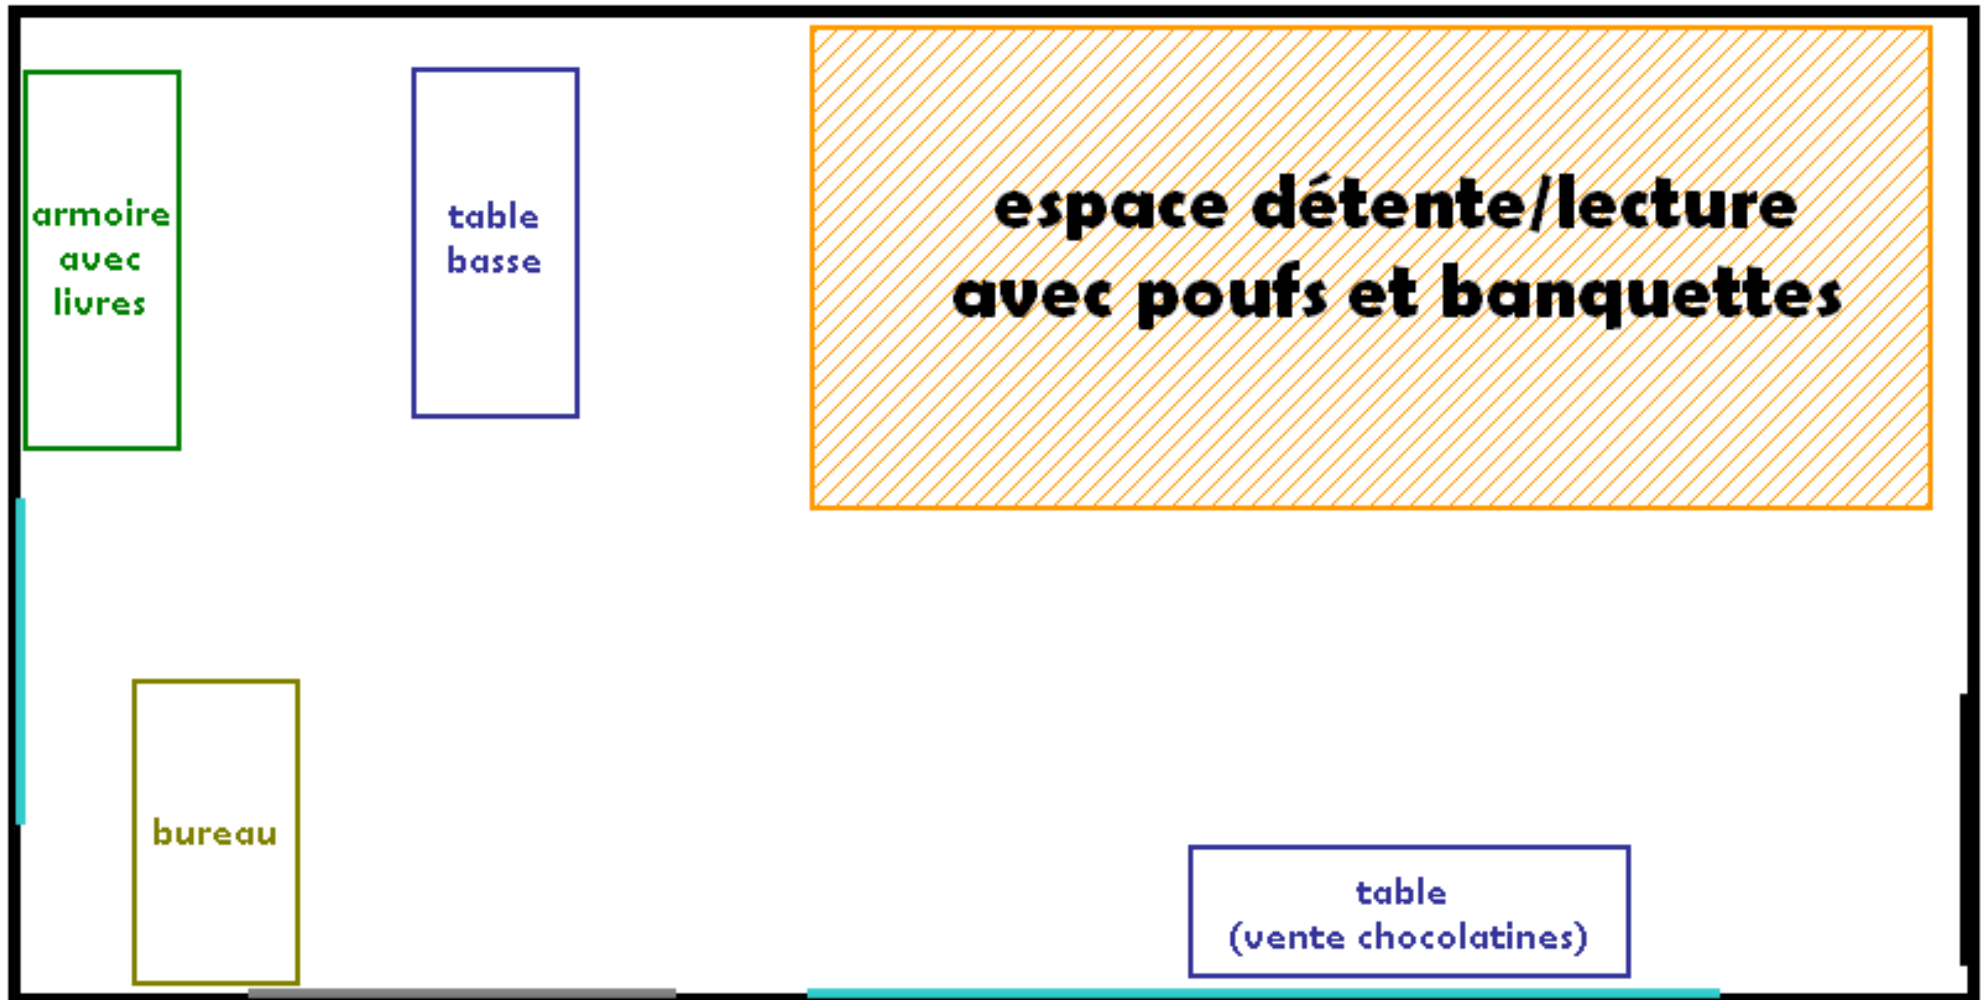 armoire
avec
livres
table
basse
espace détente/lecture
avec poufs et banquettes
bureau
table
(vente chocolatines)